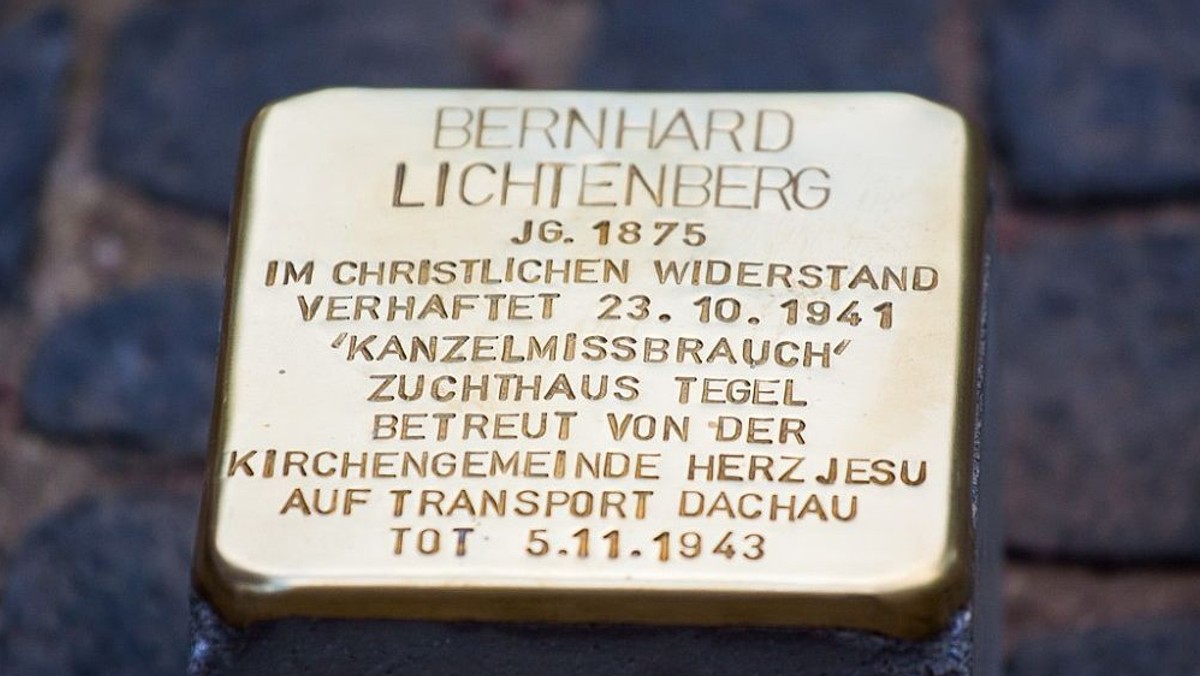 BERNHARD
LICHTENBERG
JG. 1875
IM CHRISTLICHEN WIDERSTAND
VERHAFTET 23.10.1941
'KANZELMISSBRAUCH'
ZUCHTHAUS TEGEL
BETREUT VON DER
KIRCHENGEMEINDE HERZ JESU
AUF TRANSPORT DACHAU
TOT 5.11.1943